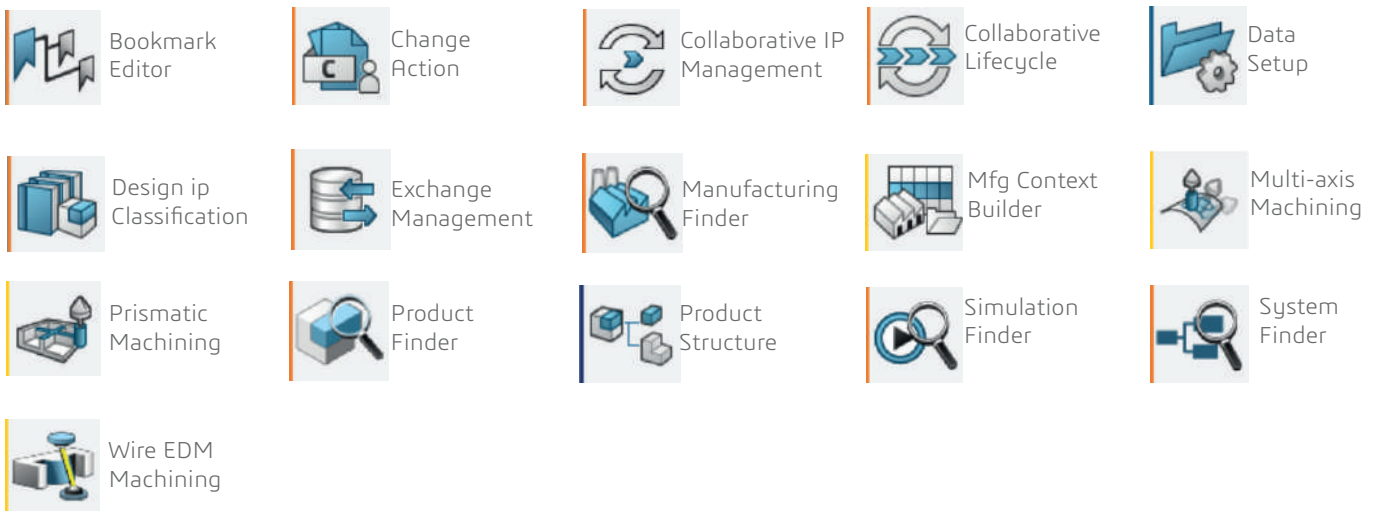 Bookmark
Editor
Change
Action
Collaborative IP
Management
Collaborative
Lifecycle
Data
Setup
Design ip
Classification
Exchange
Management
Manufacturing
Finder
Mfg Context
Builder
Multi-axis
Machining
Prismatic
Machining
Product
Finder
Product
Structure
Simulation
Finder
System
Finder
Wire EDM
Machining
C